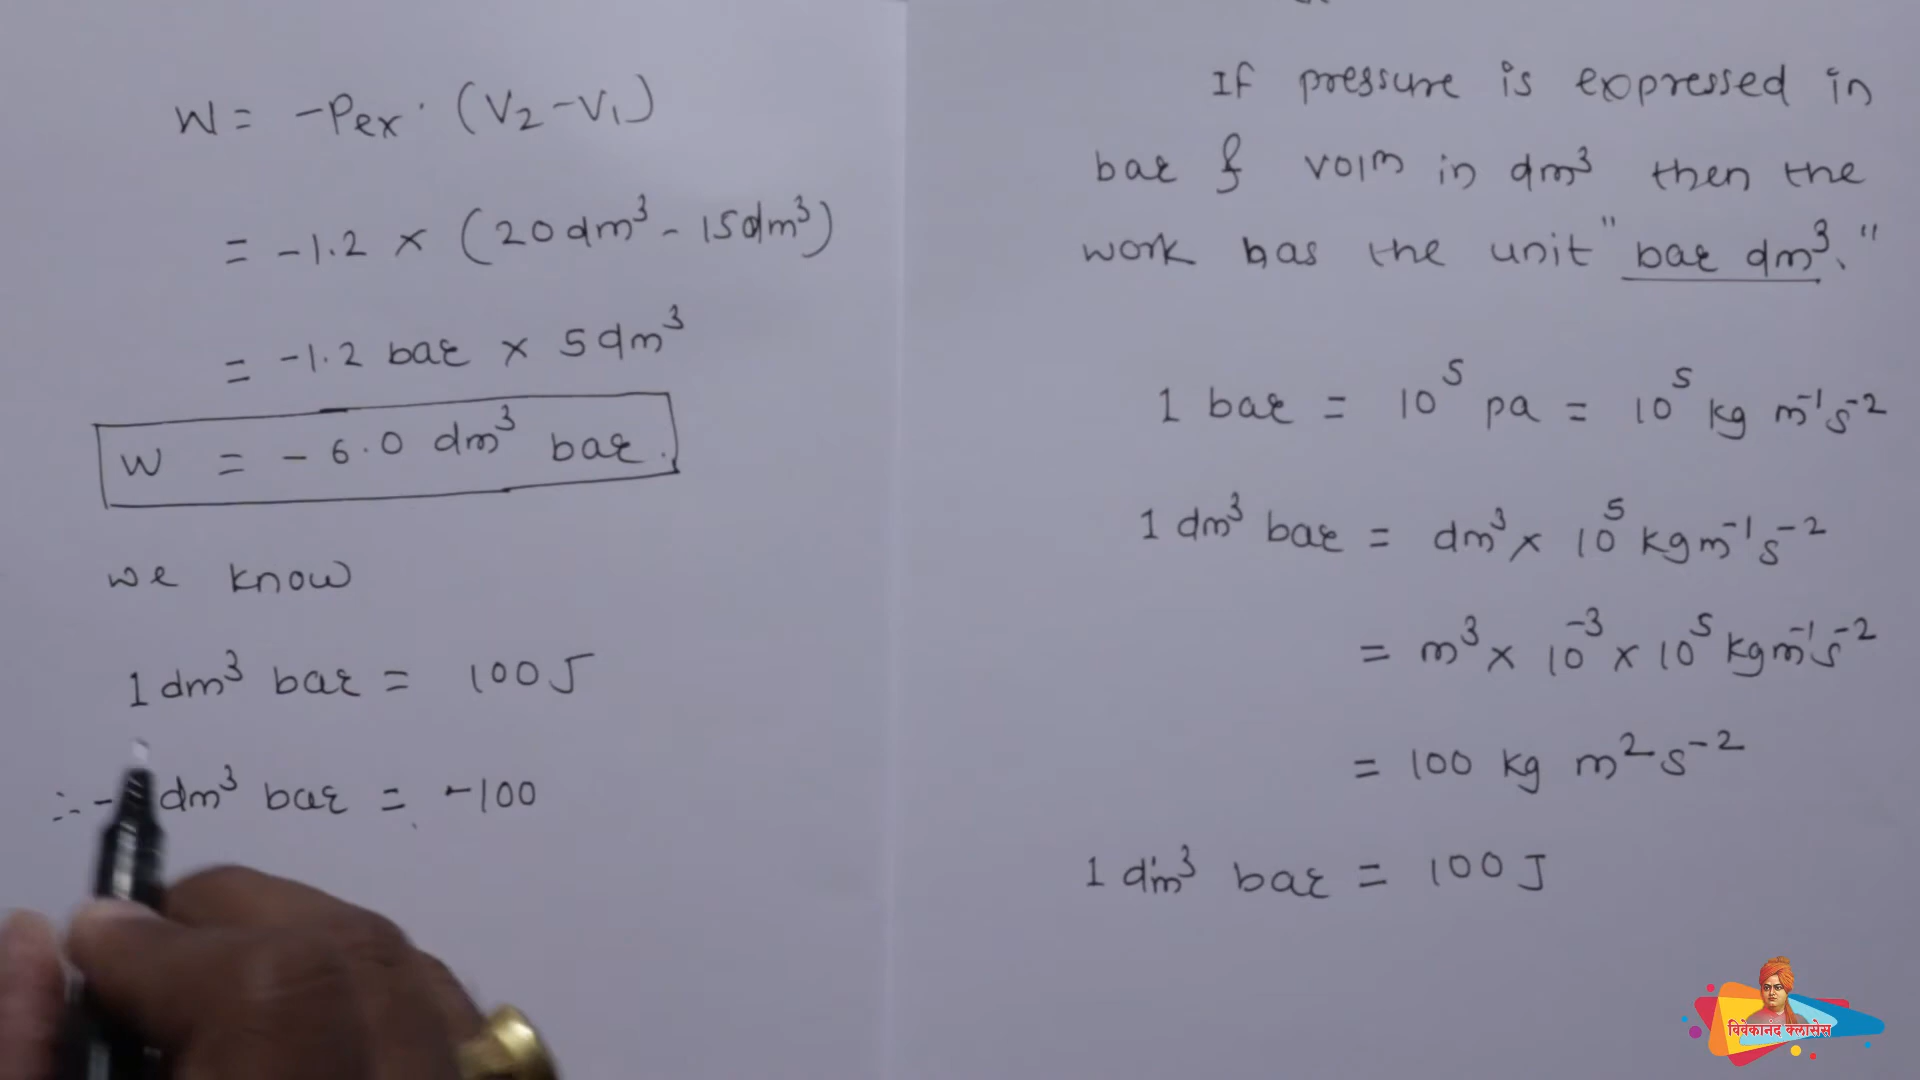 W = -Pex · (V2 - V1)
= -1.2 × (20 dm³ - 15 dm³)
= -1.2 bar × 5 dm³
W = -6.0 dm³ bar.
we know
1 dm³ bar = 100 J
∴ - dm³ bar = -100
If pressure is expressed in
bar & volm in dm³ then the
work has the unit "bar dm³."
1 bar = 10⁵ pa = 10⁵ kg m⁻¹ s⁻²
1 dm³ bar = dm³ × 10⁵ kg m⁻¹ s⁻²
= m³ × 10⁻³ × 10⁵ kg m⁻¹ s⁻²
= 100 kg m² s⁻²
1 dm³ bar = 100 J
विवेकानंद क्लासेस